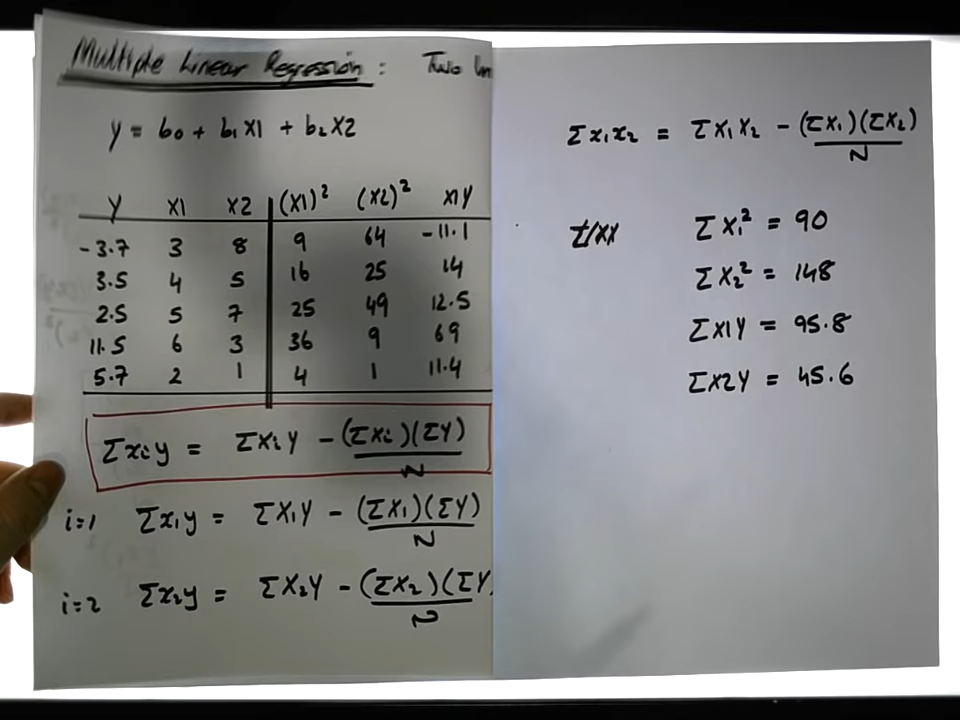 Multiple Linear Regression: Two
y = b0 + b1 X1 + b2 X2
Y X1 X2 (X1)² (X2)² X1Y
-3.7 3 8 9 64 -11.1
3.5 4 5 16 25 14
2.5 5 7 25 49 12.5
11.5 6 3 36 9 69
5.7 2 1 4 1 11.4
Σxiy = ΣXiY - (ΣXi)(ΣY)
N
i=1 Σx1y = ΣX1Y - (ΣX1)(ΣY)
N
i=2 Σx2y = ΣX2Y - (ΣX2)(ΣY)
N
Σx1x2 = ΣX1X2 - (ΣX1)(ΣX2)
N
ΣX1² = 90
ΣX2² = 148
ΣX1Y = 95.8
ΣX2Y = 45.6